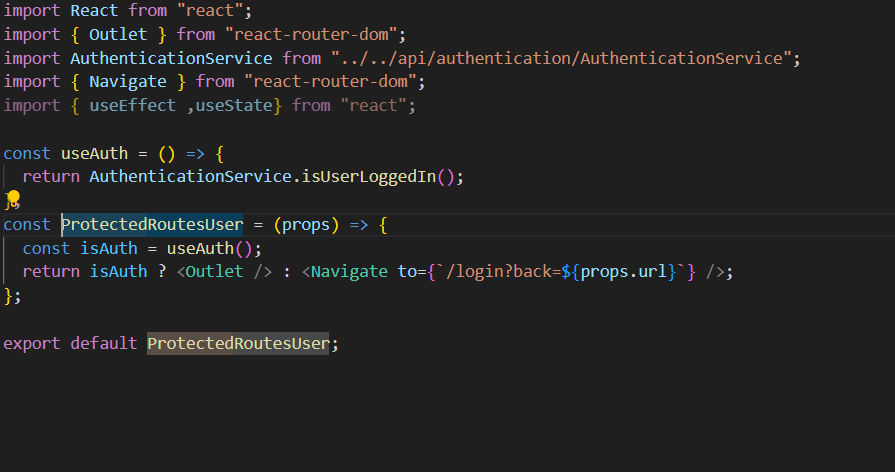 import React from "react";
import { Outlet } from "react-router-dom";
import AuthenticationService from "../../api/authentication/AuthenticationService";
import { Navigate } from "react-router-dom";
import { useEffect ,useState} from "react";
const useAuth = () => {
  return AuthenticationService.isUserLoggedIn();
};
const ProtectedRoutesUser = (props) => {
  const isAuth = useAuth();
  return isAuth ? <Outlet /> : <Navigate to={`/login?back=${props.url}`} />;
};
export default ProtectedRoutesUser;